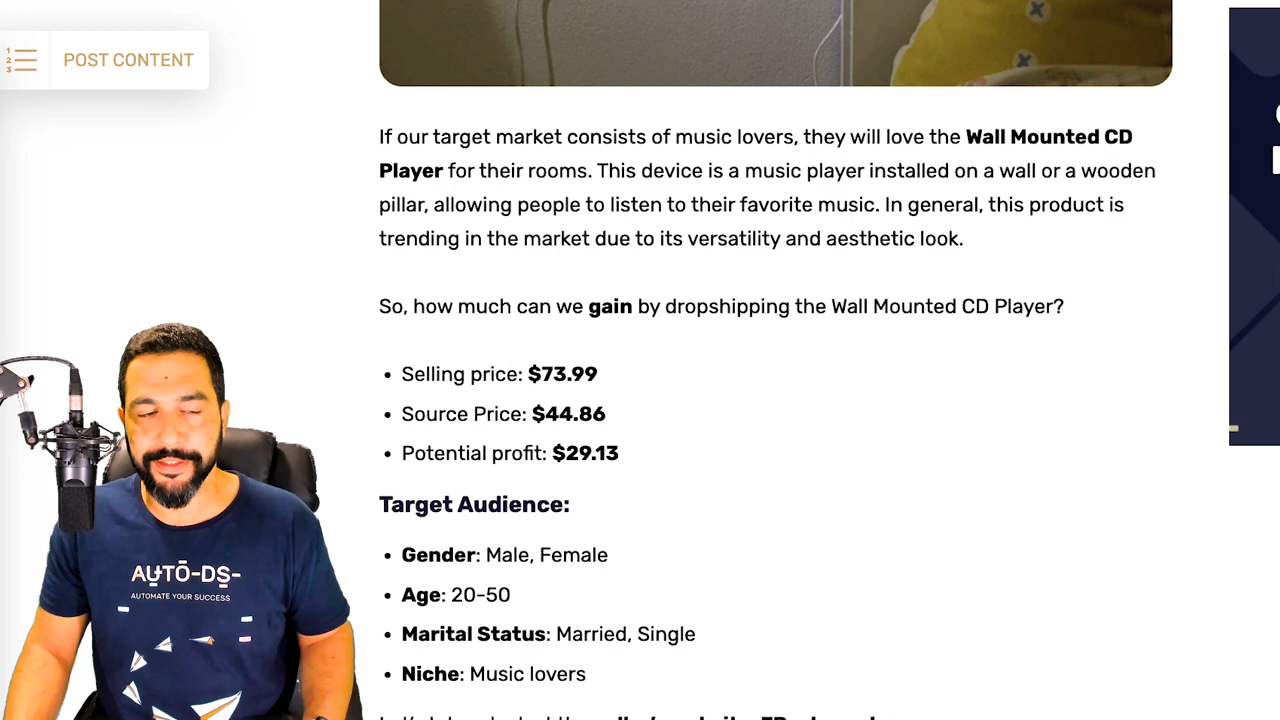 POST CONTENT
If our target market consists of music lovers, they will love the Wall Mounted CD
Player for their rooms. This device is a music player installed on a wall or a wooden
pillar, allowing people to listen to their favorite music. In general, this product is
trending in the market due to its versatility and aesthetic look.
So, how much can we gain by dropshipping the Wall Mounted CD Player?
• Selling price: $73.99
• Source Price: $44.86
• Potential profit: $29.13
Target Audience:
• Gender: Male, Female
• Age: 20-50
• Marital Status: Married, Single
• Niche: Music lovers
AUTO-DS-
AUTOMATE YOUR SUCCESS